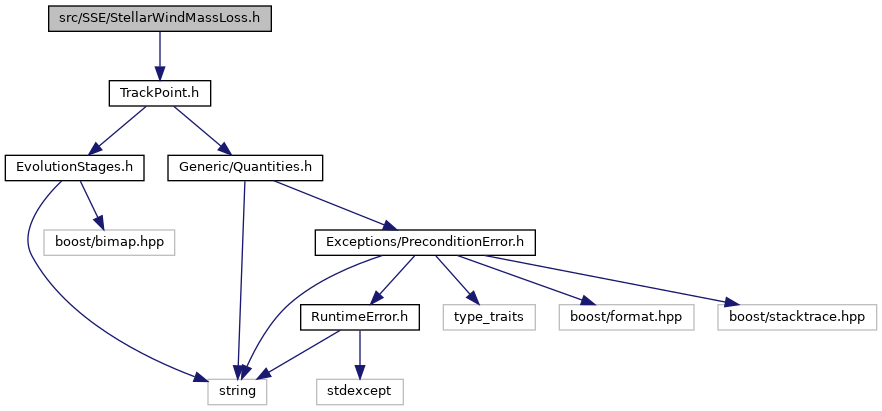 src/SSE/StellarWindMassLoss.h
TrackPoint.h
EvolutionStages.h
Generic/Quantities.h
boost/bimap.hpp
Exceptions/PreconditionError.h
RuntimeError.h
type_traits
boost/format.hpp
boost/stacktrace.hpp
string
stdexcept